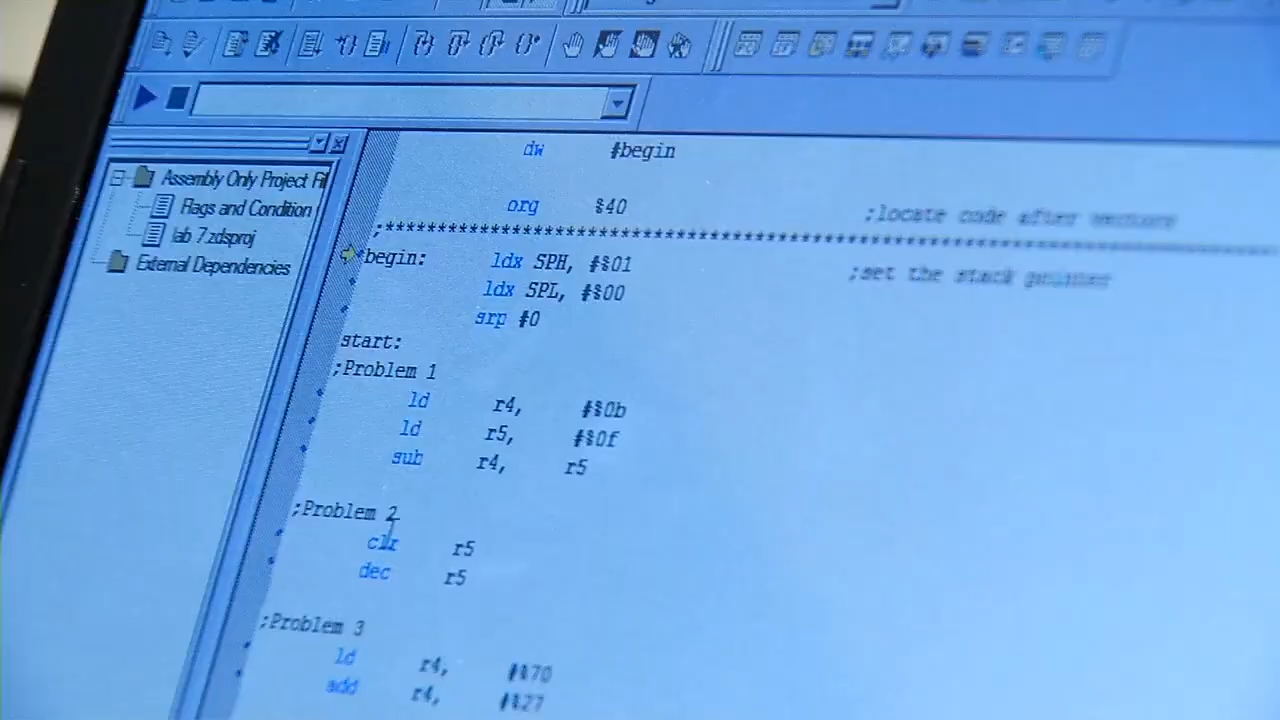 dw #begin
org %40 ;locate code after vectors
;*****************************************************************
begin: ldx SPH, #%01 ;set the stack pointer
ldx SPL, #%00
srp #0
start:
;Problem 1
ld r4, #%0b
ld r5, #%0f
sub r4, r5
;Problem 2
clr r5
dec r5
;Problem 3
ld r4, #%70
add r4, #%27
Assembly Only Project Fi
Flags and Condition
lab 7.zdsproj
External Dependencies